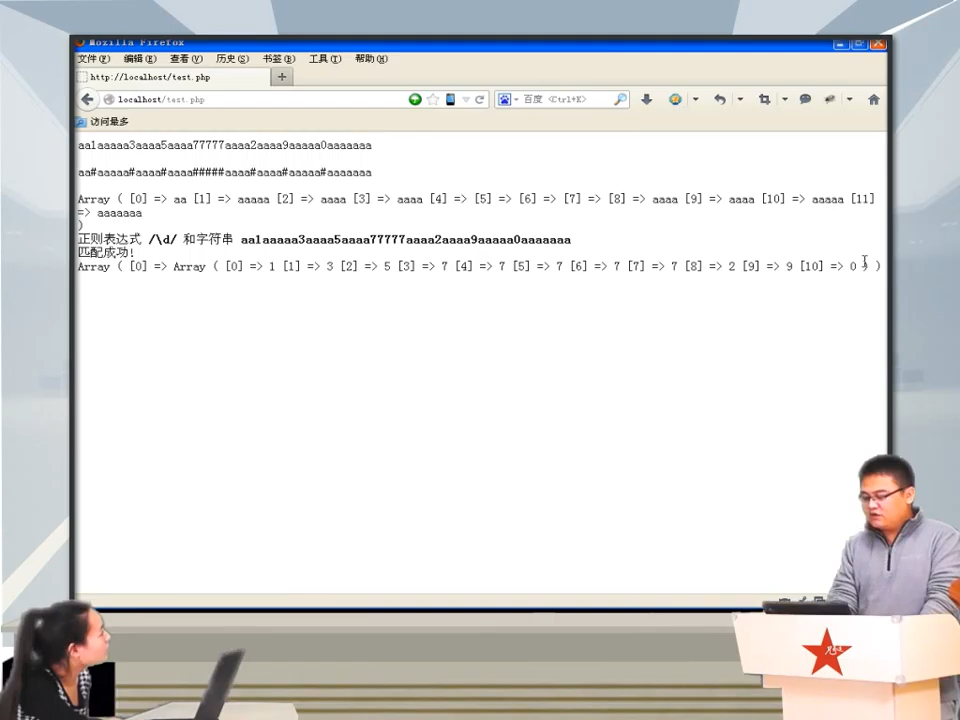 Mozilla Firefox
文件(F) 编辑(E) 查看(V) 历史(S) 书签(B) 工具(T) 帮助(H)
http://localhost/test.php
localhost/test.php 百度 <Ctrl+K>
访问最多
aa1aaaaa3aaaa5aaaa77777aaaa2aaaa9aaaaa0aaaaaaa
aa#aaaaa#aaaa#aaaa#####aaaa#aaaa#aaaaa#aaaaaaa
Array ( [0] => aa [1] => aaaaa [2] => aaaa [3] => aaaa [4] => [5] => [6] => [7] => [8] => aaaa [9] => aaaa [10] => aaaaa [11]
=> aaaaaaa
)
正则表达式 /\d/ 和字符串 aa1aaaaa3aaaa5aaaa77777aaaa2aaaa9aaaaa0aaaaaaa
匹配成功!
Array ( [0] => Array ( [0] => 1 [1] => 3 [2] => 5 [3] => 7 [4] => 7 [5] => 7 [6] => 7 [7] => 7 [8] => 2 [9] => 9 [10] => 0 ) )